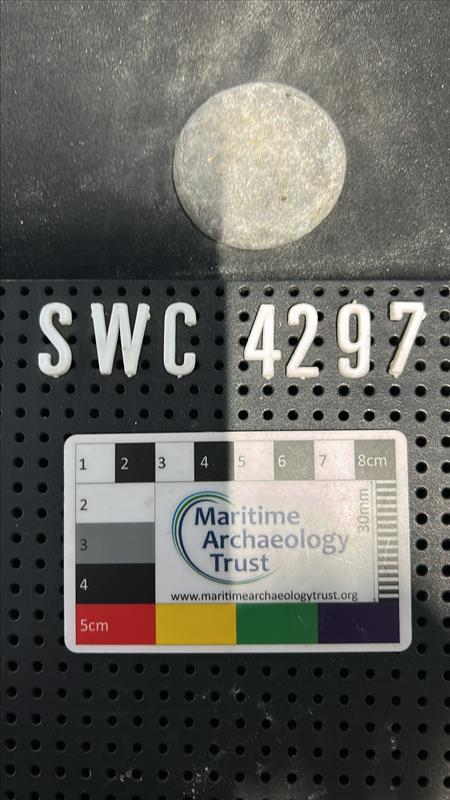 SWC 4297
1 2 3 4 5 6 7 8cm
2
3
4
5cm
30mm
Maritime
Archaeology
Trust
www.maritimearchaeologytrust.org